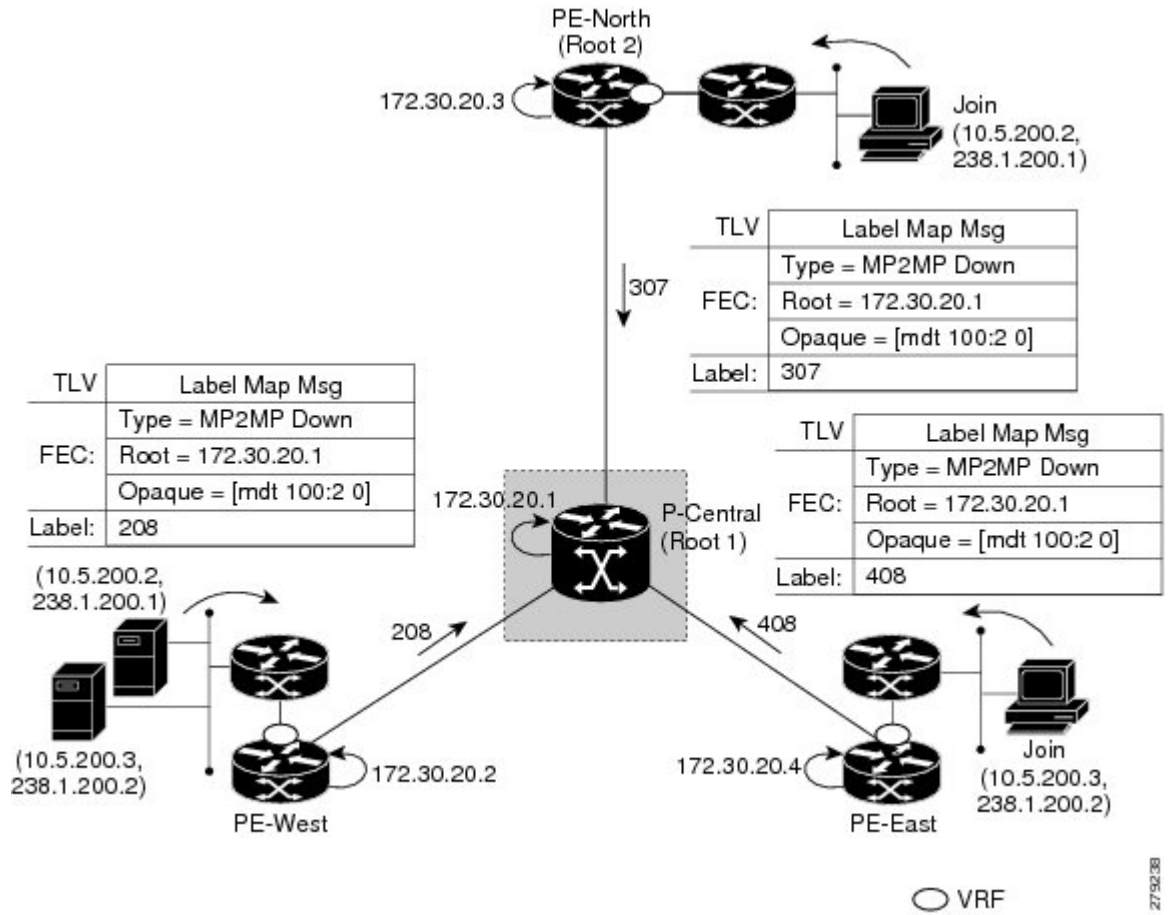 PE-North
(Root 2)
172.30.20.3
Join
(10.5.200.2,
238.1.200.1)
307
TLV Label Map Msg
Type = MP2MP Down
FEC: Root = 172.30.20.1
Opaque = [mdt 100:2 0]
Label: 307
TLV Label Map Msg
Type = MP2MP Down
FEC: Root = 172.30.20.1
Opaque = [mdt 100:2 0]
Label: 208
TLV Label Map Msg
Type = MP2MP Down
FEC: Root = 172.30.20.1
Opaque = [mdt 100:2 0]
Label: 408
172.30.20.1
P-Central
(Root 1)
(10.5.200.2,
238.1.200.1)
208
408
(10.5.200.3,
238.1.200.2)
172.30.20.2
PE-West
172.30.20.4
PE-East
Join
(10.5.200.3,
238.1.200.2)
VRF
279238